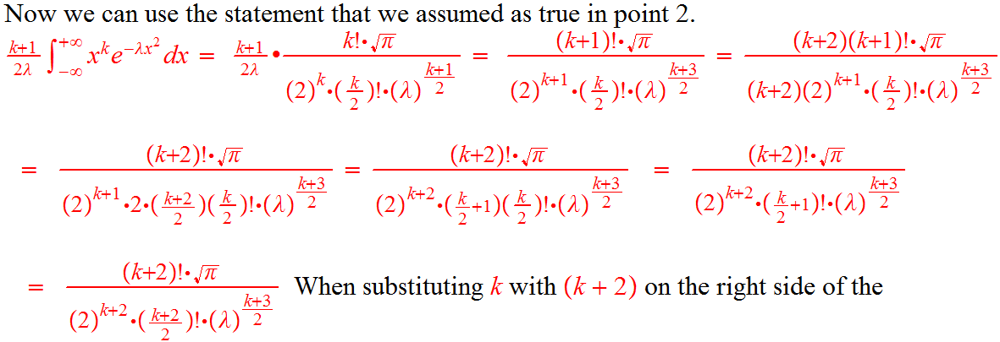 Now we can use the statement that we assumed as true in point 2.
$\frac{k+1}{2\lambda} \int_{-\infty}^{+\infty} x^k e^{-\lambda x^2} dx = \frac{k+1}{2\lambda} \bullet \frac{k! \bullet \sqrt{\pi}}{(2)^k \bullet (\frac{k}{2})! \bullet (\lambda)^{\frac{k+1}{2}}} = \frac{(k+1)! \bullet \sqrt{\pi}}{(2)^{k+1} \bullet (\frac{k}{2})! \bullet (\lambda)^{\frac{k+3}{2}}} = \frac{(k+2)(k+1)! \bullet \sqrt{\pi}}{(k+2)(2)^{k+1} \bullet (\frac{k}{2})! \bullet (\lambda)^{\frac{k+3}{2}}}$
$= \frac{(k+2)! \bullet \sqrt{\pi}}{(2)^{k+1} \bullet 2 \bullet (\frac{k+2}{2})(\frac{k}{2})! \bullet (\lambda)^{\frac{k+3}{2}}} = \frac{(k+2)! \bullet \sqrt{\pi}}{(2)^{k+2} \bullet (\frac{k}{2}+1)(\frac{k}{2})! \bullet (\lambda)^{\frac{k+3}{2}}} = \frac{(k+2)! \bullet \sqrt{\pi}}{(2)^{k+2} \bullet (\frac{k}{2}+1)! \bullet (\lambda)^{\frac{k+3}{2}}}$
$= \frac{(k+2)! \bullet \sqrt{\pi}}{(2)^{k+2} \bullet (\frac{k+2}{2})! \bullet (\lambda)^{\frac{k+3}{2}}}$ When substituting $k$ with $(k + 2)$ on the right side of the